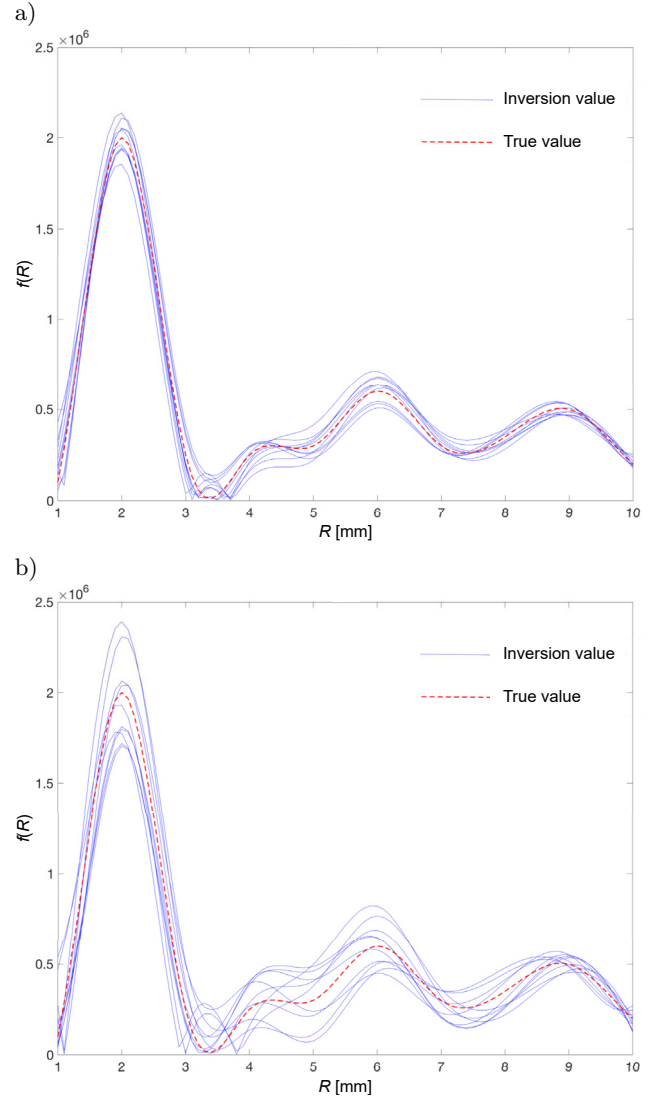 a)
×10⁶
2.5
2
1.5
1
0.5
0
f(R)
Inversion value
True value
1 2 3 4 5 6 7 8 9 10
R [mm]
b)
×10⁶
2.5
2
1.5
1
0.5
0
f(R)
Inversion value
True value
1 2 3 4 5 6 7 8 9 10
R [mm]